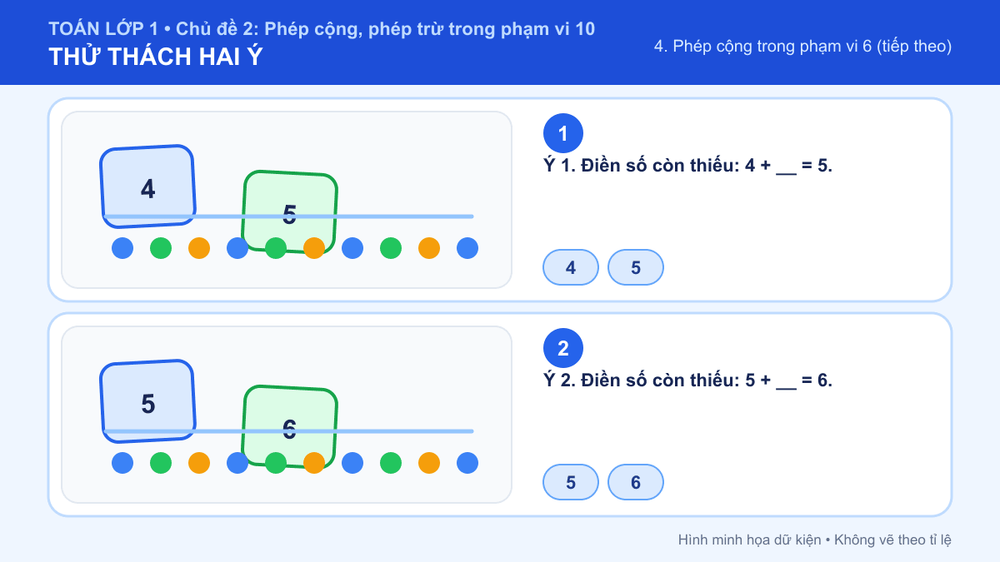 TOÁN LỚP 1 • Chủ đề 2: Phép cộng, phép trừ trong phạm vi 10
THỬ THÁCH HAI Ý
4. Phép cộng trong phạm vi 6 (tiếp theo)
4
5
1
Ý 1. Điền số còn thiếu: 4 + __ = 5.
4 5
5
6
2
Ý 2. Điền số còn thiếu: 5 + __ = 6.
5 6
Hình minh họa dữ kiện • Không vẽ theo tỉ lệ